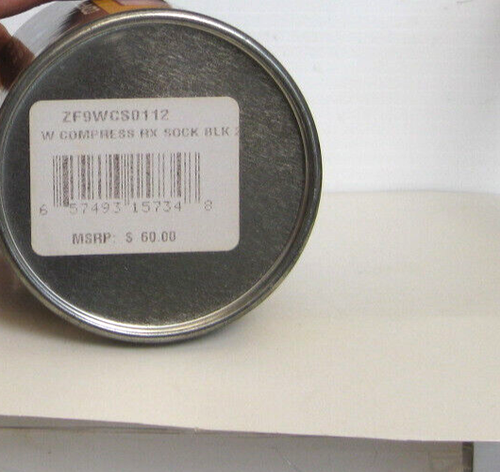 ZF9WCS0112
W COMPRESS RX SOCK BLK
6 57493 15734 8
MSRP: $ 60.00